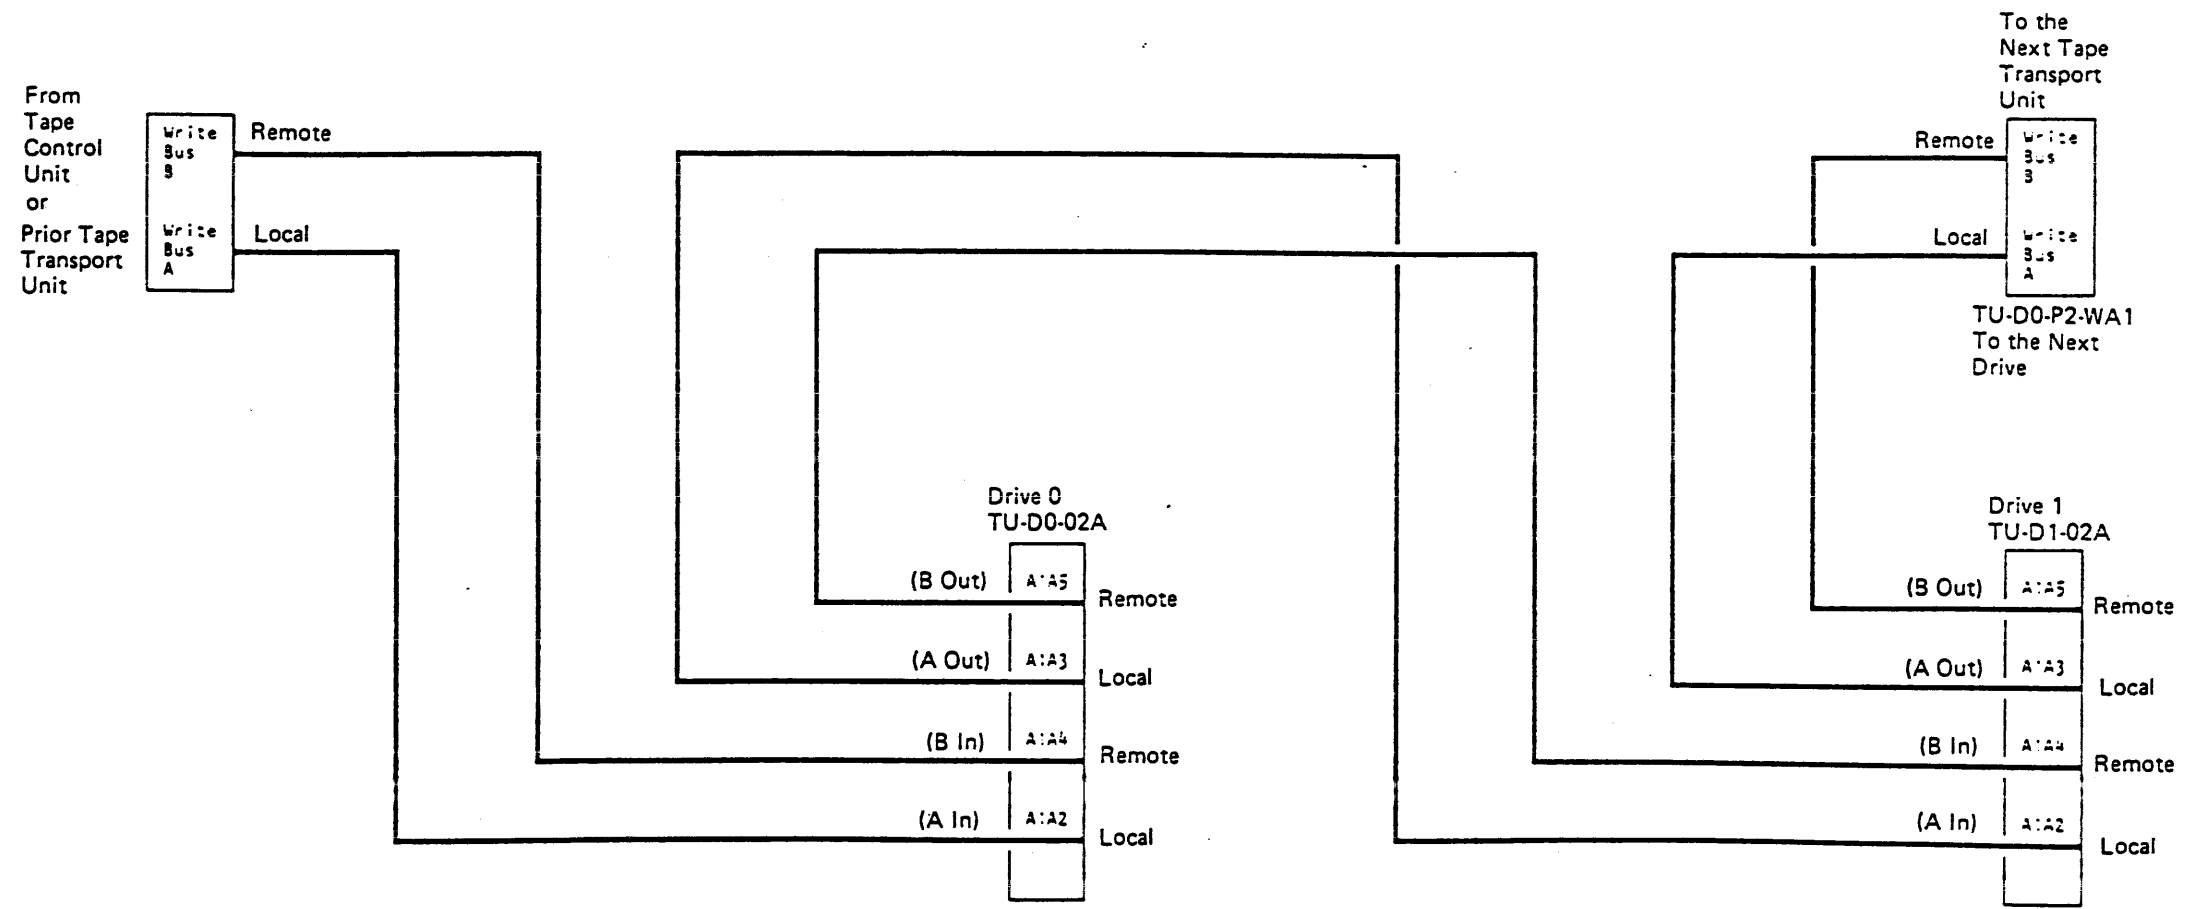 From
Tape
Control
Unit
or
Prior Tape
Transport
Unit
Write
Bus
B
Remote
Write
Bus
A
Local
To the
Next Tape
Transport
Unit
Remote
Write
Bus
B
Local
Write
Bus
A
TU-D0-P2-WA1
To the Next
Drive
Drive 0
TU-D0-02A
(B Out) A1A5 Remote
(A Out) A1A3 Local
(B In) A1A4 Remote
(A In) A1A2 Local
Drive 1
TU-D1-02A
(B Out) A1A5 Remote
(A Out) A1A3 Local
(B In) A1A4 Remote
(A In) A1A2 Local